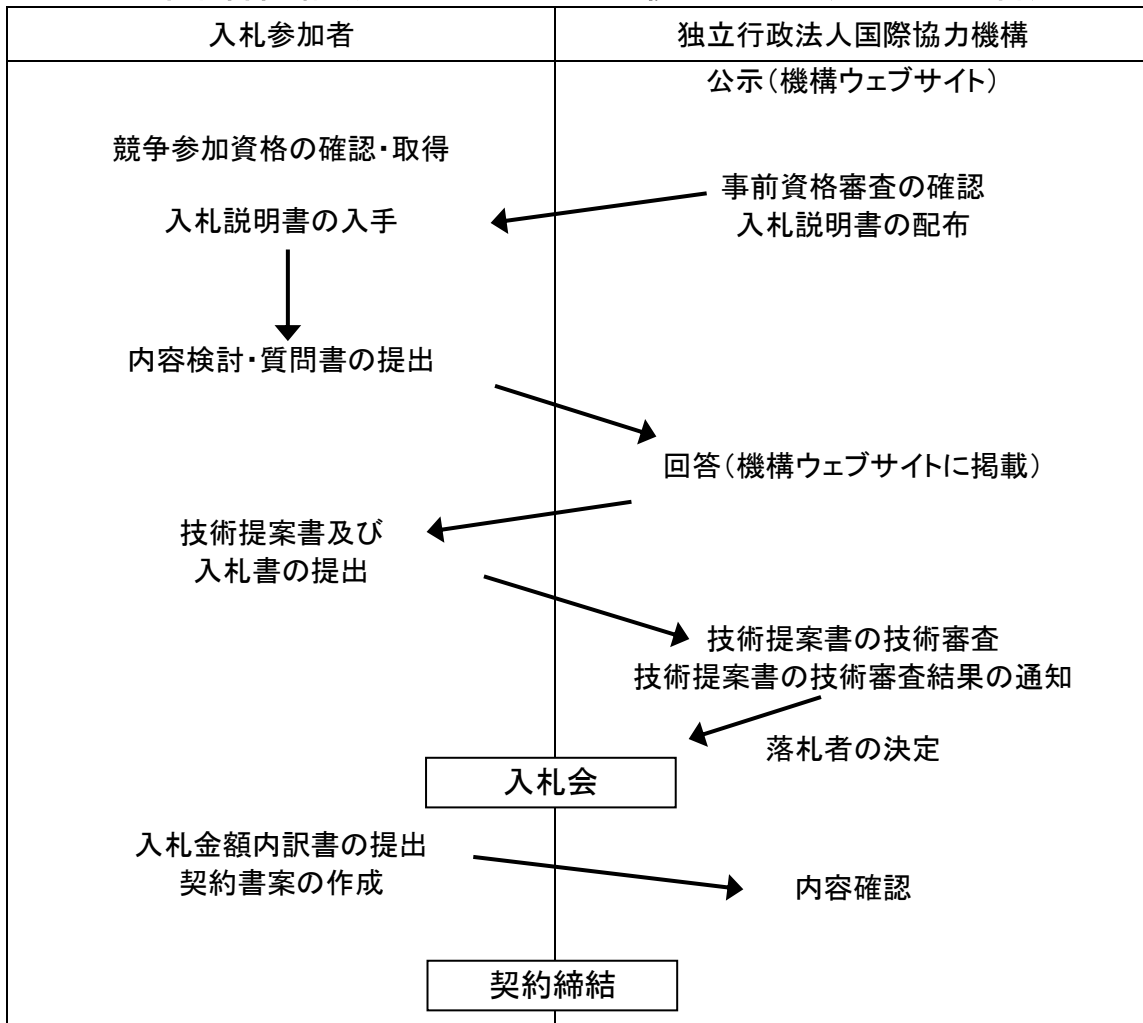 入札参加者
独立行政法人国際協力機構
公示（機構ウェブサイト）
競争参加資格の確認・取得
事前資格審査の確認
入札説明書の入手
入札説明書の配布
内容検討・質問書の提出
回答（機構ウェブサイトに掲載）
技術提案書及び
入札書の提出
技術提案書の技術審査
技術提案書の技術審査結果の通知
落札者の決定
入札会
入札金額内訳書の提出
契約書案の作成
内容確認
契約締結